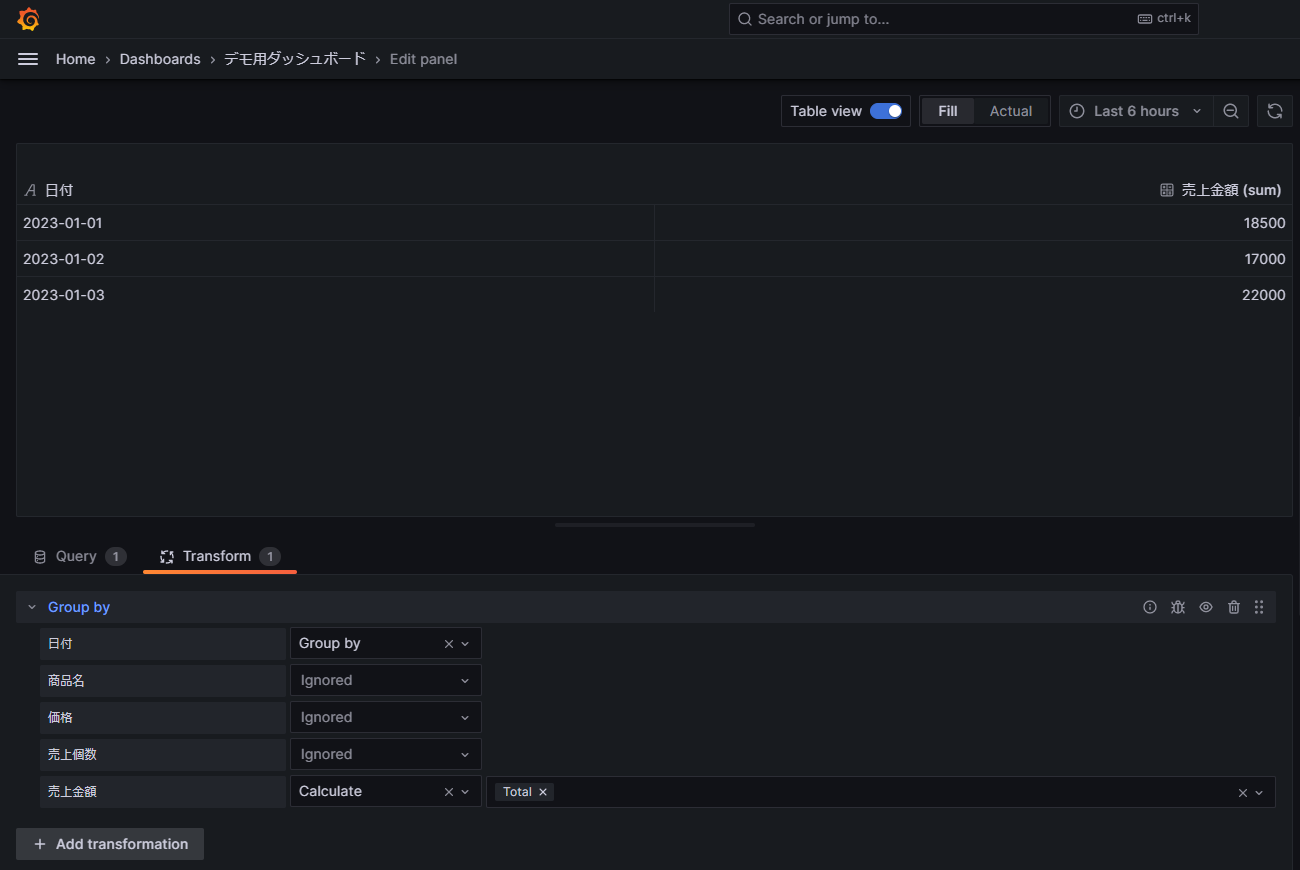 Search or jump to... ctrl+k
Home › Dashboards › デモ用ダッシュボード › Edit panel
Table view Fill Actual Last 6 hours
日付 売上金額 (sum)
2023-01-01 18500
2023-01-02 17000
2023-01-03 22000
Query 1 Transform 1
Group by
日付 Group by
商品名 Ignored
価格 Ignored
売上個数 Ignored
売上金額 Calculate Total
Add transformation